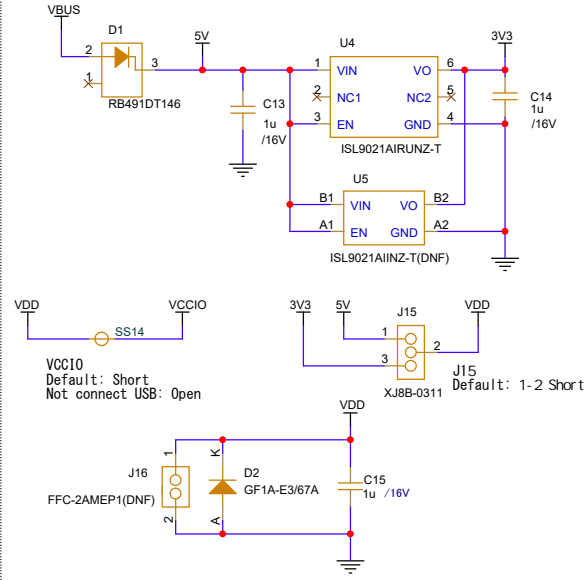 VBUS
D1
2
3
1
RB491DT146
5V
C13
1u
/16V
U4
1
VIN
VO
6
2
NC1
NC2
5
3
EN
GND
4
ISL9021AIRUNZ-T
3V3
C14
1u
/16V
U5
B1
VIN
VO
B2
A1
EN
GND
A2
ISL9021AIINZ-T(DNF)
VDD
VCCIO
SS14
VCCIO
Default: Short
Not connect USB: Open
3V3
5V
J15
VDD
1
2
3
XJ8B-0311
J15
Default: 1-2 Short
VDD
1
J16
2
FFC-2AMEP1(DNF)
K
D2
GF1A-E3/67A
A
C15
1u /16V